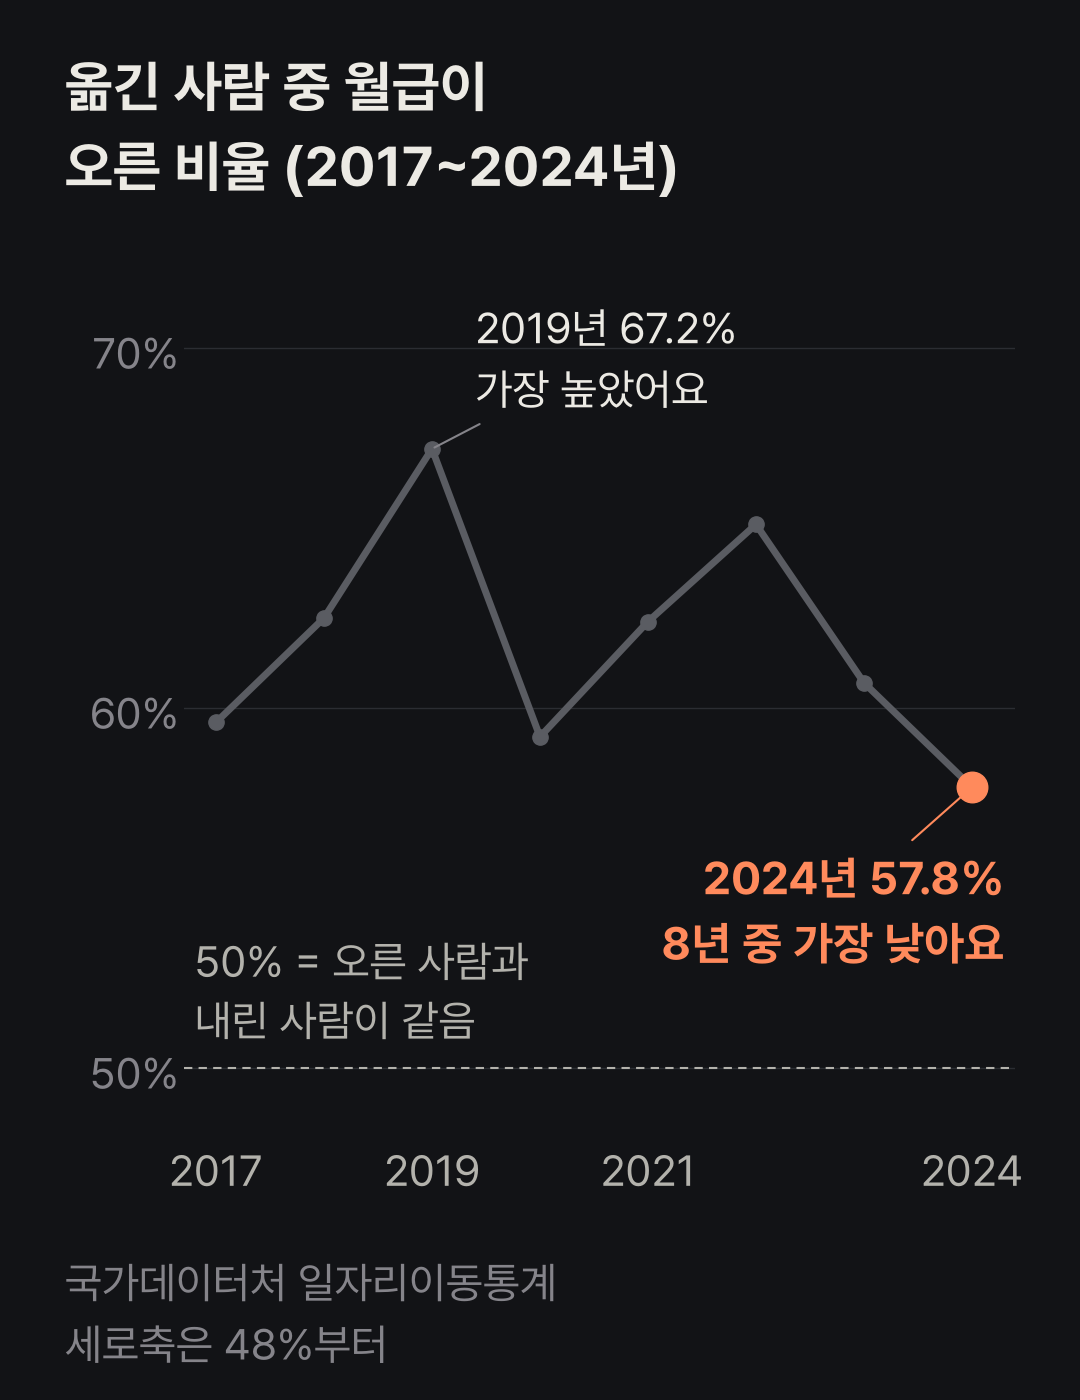 옮긴 사람 중 월급이
오른 비율 (2017~2024년)
2019년 67.2%
가장 높았어요
70%
60%
2024년 57.8%
8년 중 가장 낮아요
50% = 오른 사람과
내린 사람이 같음
50%
2017
2019
2021
2024
국가데이터처 일자리이동통계
세로축은 48%부터